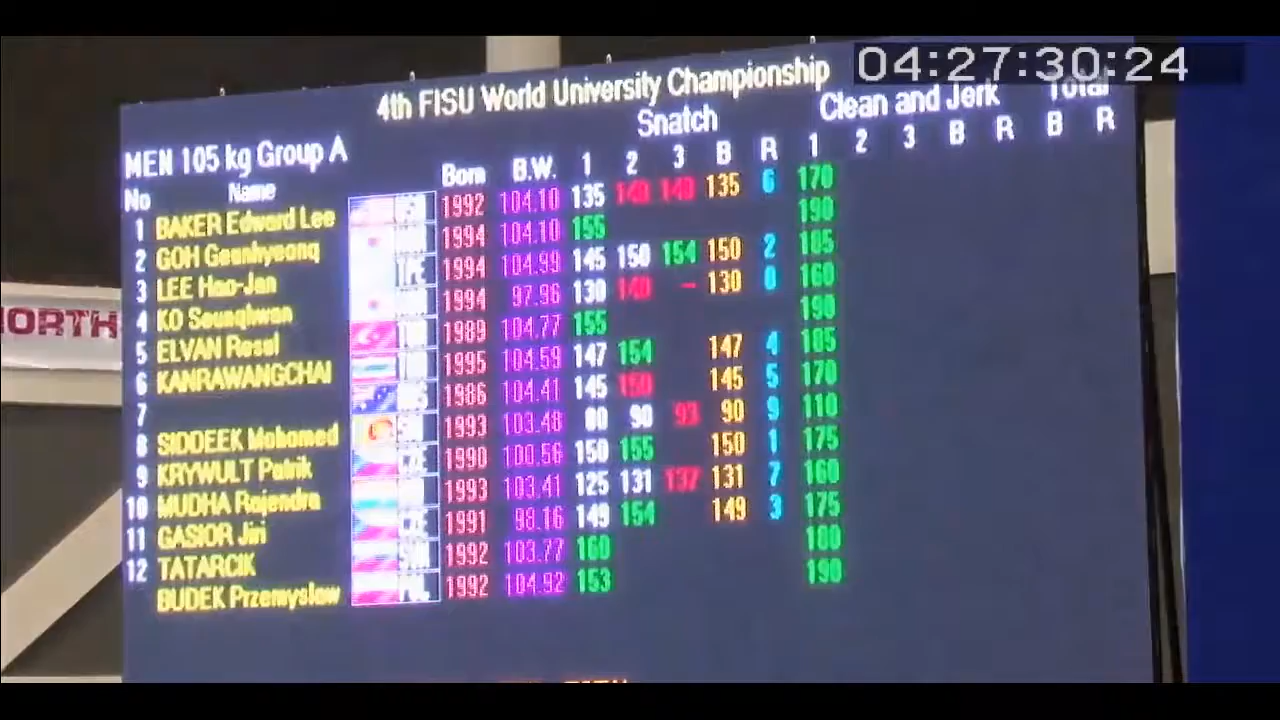 04:27:30:24
4th FISU World University Championship
MEN 105 kg Group A Snatch Clean and Jerk Total
No Name Born B.W. 1 2 3 B R 1 2 3 B R B R
1 BAKER Edward Lee 1992 104.10 135 140 140 135 6 170
2 GOH Geunhyeong 1994 104.10 155 190
3 LEE Hao-Jan TPE 1994 104.99 145 150 154 150 2 185
4 KO Seunghwan 1994 97.96 130 140 – 130 8 160
5 ELVAN Resul 1989 104.77 155 190
6 KANRAWANGCHAI 1995 104.59 147 154 147 4 185
7 1986 104.41 145 150 145 5 170
8 SIDDEEK Mohomed 1993 103.48 80 90 93 90 9 110
9 KRYWULT Patrik CZE 1990 100.56 150 155 150 1 175
10 MUDHA Rajendra 1993 103.41 125 131 137 131 7 160
11 GASIOR Jiri CZE 1991 98.16 149 154 149 3 175
12 TATARCIK 1992 103.77 160 180
BUDEK Przemyslaw POL 1992 104.92 153 190
ORTH